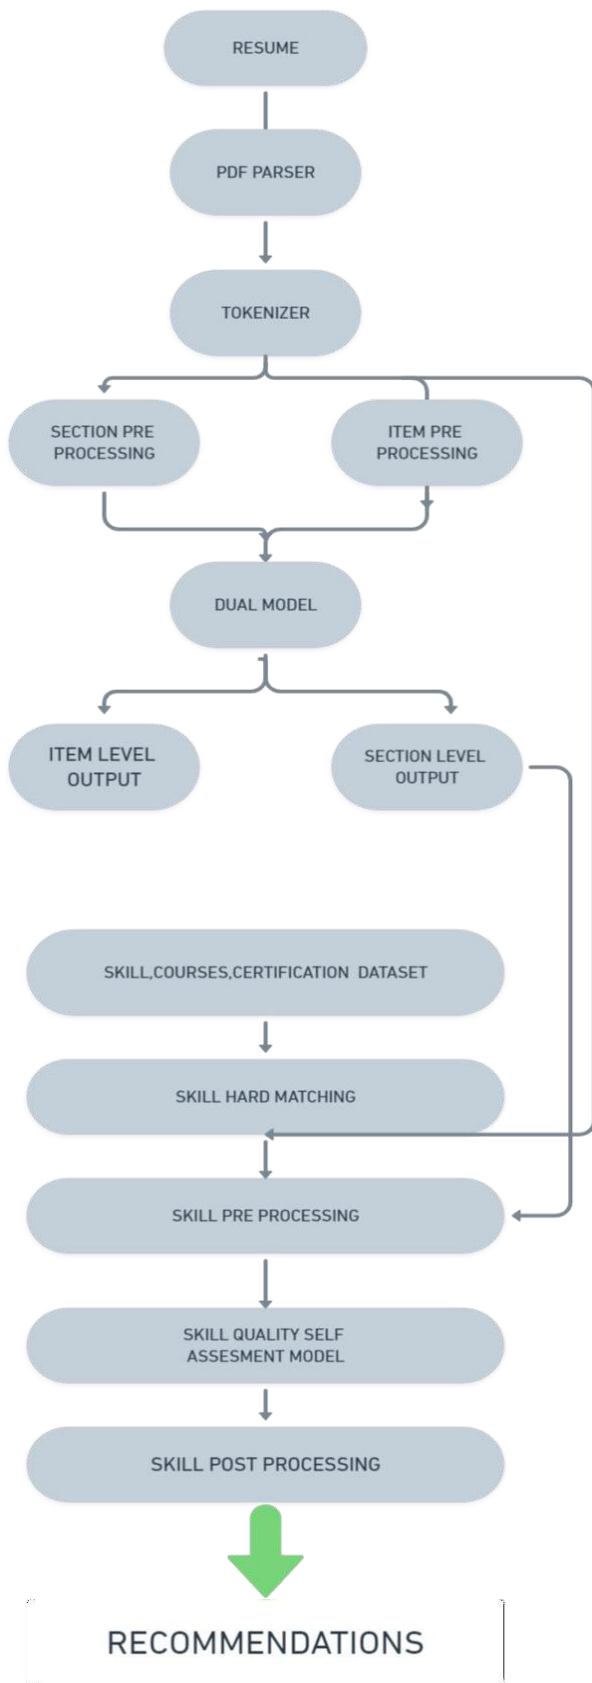 RESUME
PDF PARSER
TOKENIZER
SECTION PRE
PROCESSING
ITEM PRE
PROCESSING
DUAL MODEL
ITEM LEVEL
OUTPUT
SECTION LEVEL
OUTPUT
SKILL,COURSES,CERTIFICATION DATASET
SKILL HARD MATCHING
SKILL PRE PROCESSING
SKILL QUALITY SELF
ASSESMENT MODEL
SKILL POST PROCESSING
RECOMMENDATIONS